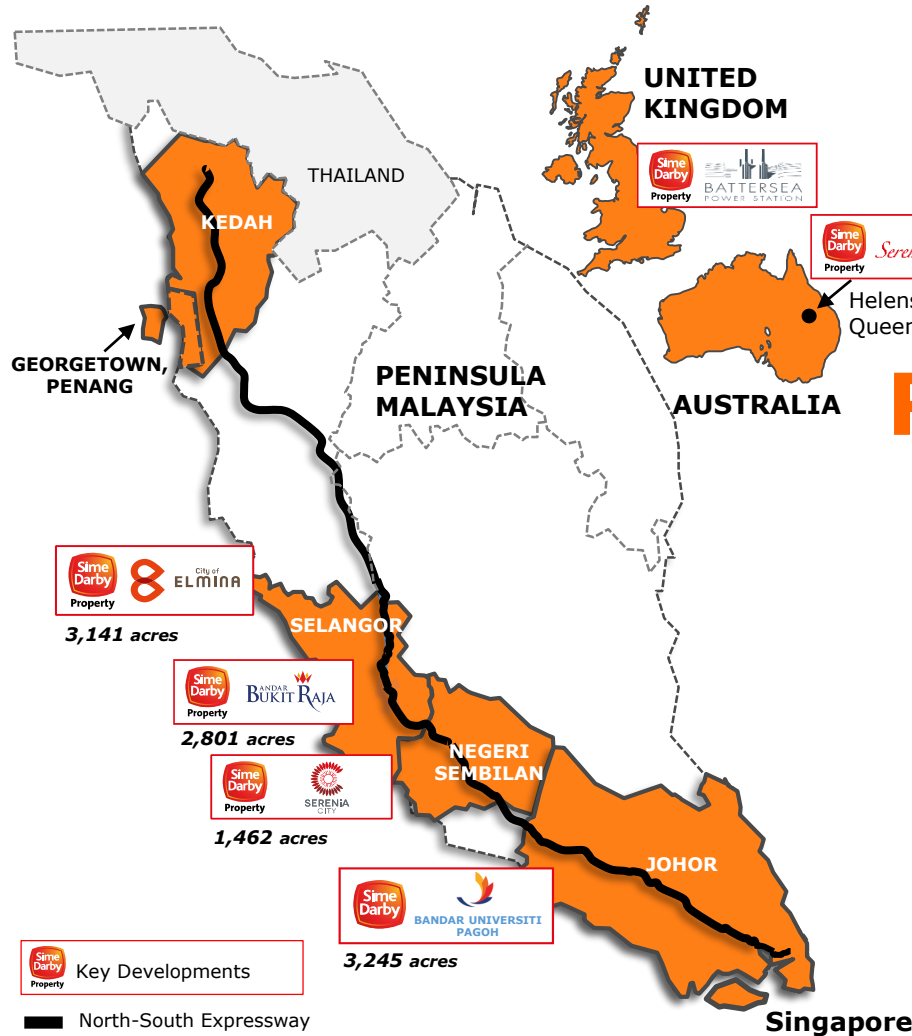 UNITED
KINGDOM
Sime
Darby
Property
BATTERSEA
POWER STATION
THAILAND
KEDAH
Sime
Darby
Property
GEORGETOWN,
PENANG
PENINSULA
MALAYSIA
AUSTRALIA
Sime
Darby
Property
City of
ELMINA
3,141 acres
SELANGOR
Sime
Darby
Property
BANDAR
BUKIT RAJA
2,801 acres
NEGERI
SEMBILAN
Sime
Darby
Property
SERENiA
CITY
1,462 acres
JOHOR
Sime
Darby
BANDAR UNIVERSITI
PAGOH
3,245 acres
Sime
Darby
Property
Key Developments
North-South Expressway
Singapore